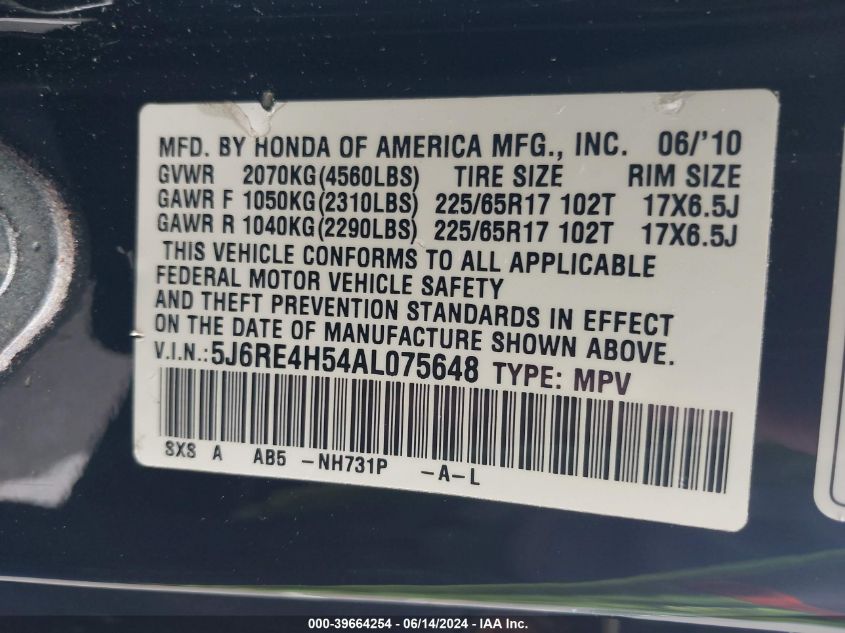 MFD. BY HONDA OF AMERICA MFG., INC. 06/'10
GVWR 2070KG(4560LBS) TIRE SIZE RIM SIZE
GAWR F 1050KG(2310LBS) 225/65R17 102T 17X6.5J
GAWR R 1040KG(2290LBS) 225/65R17 102T 17X6.5J
THIS VEHICLE CONFORMS TO ALL APPLICABLE
FEDERAL MOTOR VEHICLE SAFETY
AND THEFT PREVENTION STANDARDS IN EFFECT
ON THE DATE OF MANUFACTURE SHOWN ABOVE.
V.I.N.:5J6RE4H54AL075648 TYPE: MPV
SXS A AB5 -NH731P -A-L
000-39664254 - 06/14/2024 - IAA Inc.